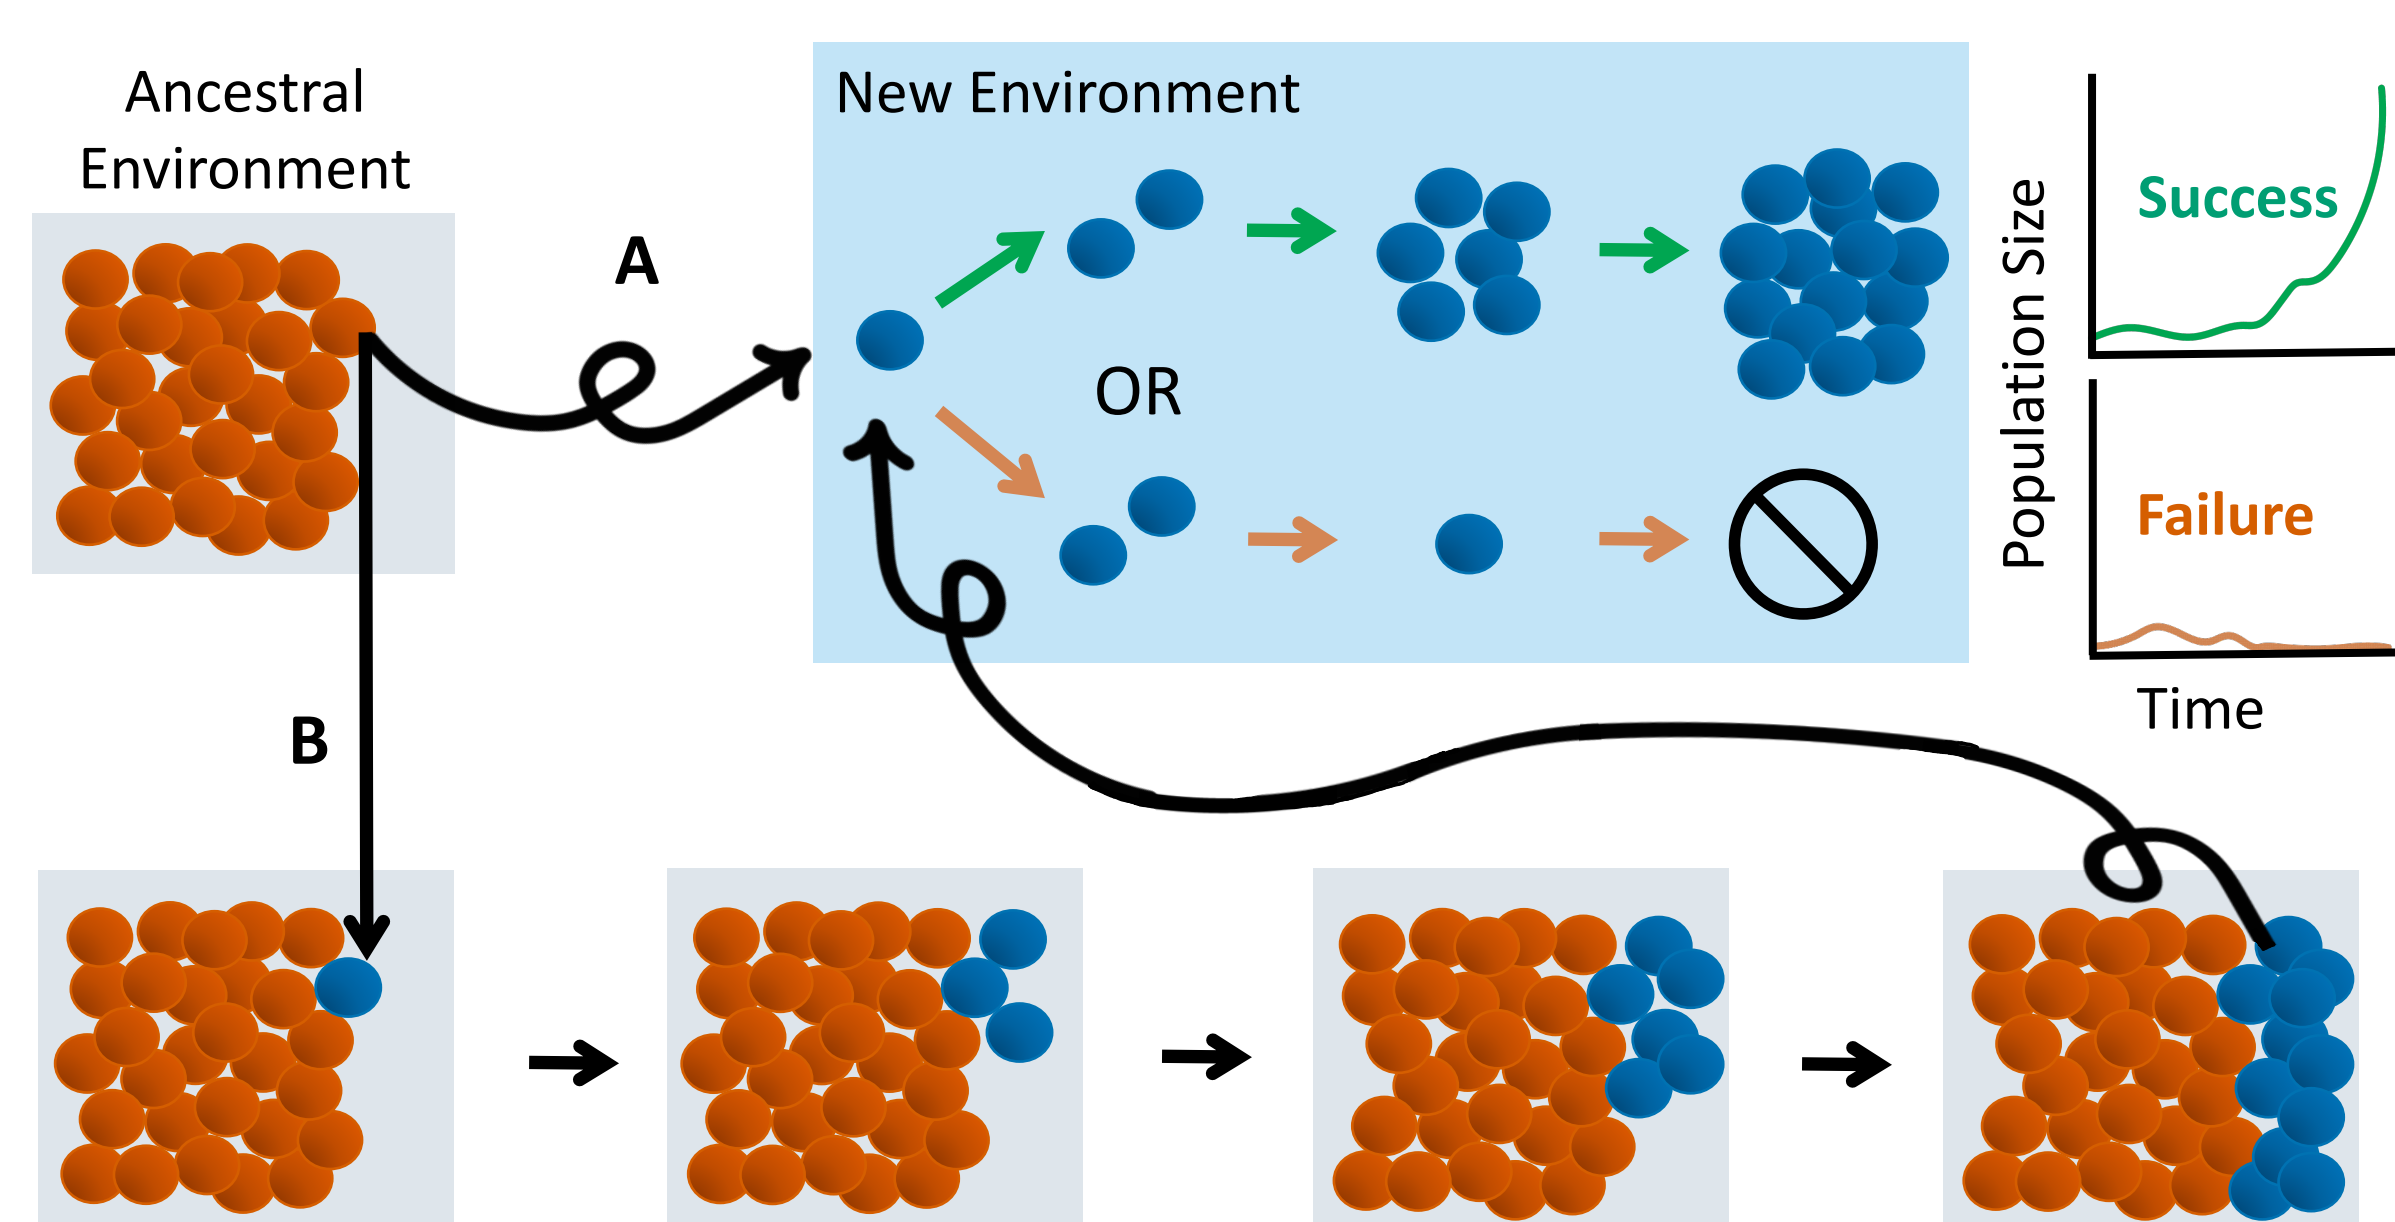 Ancestral
Environment
A
B
New Environment
OR
Population Size
Success
Failure
Time